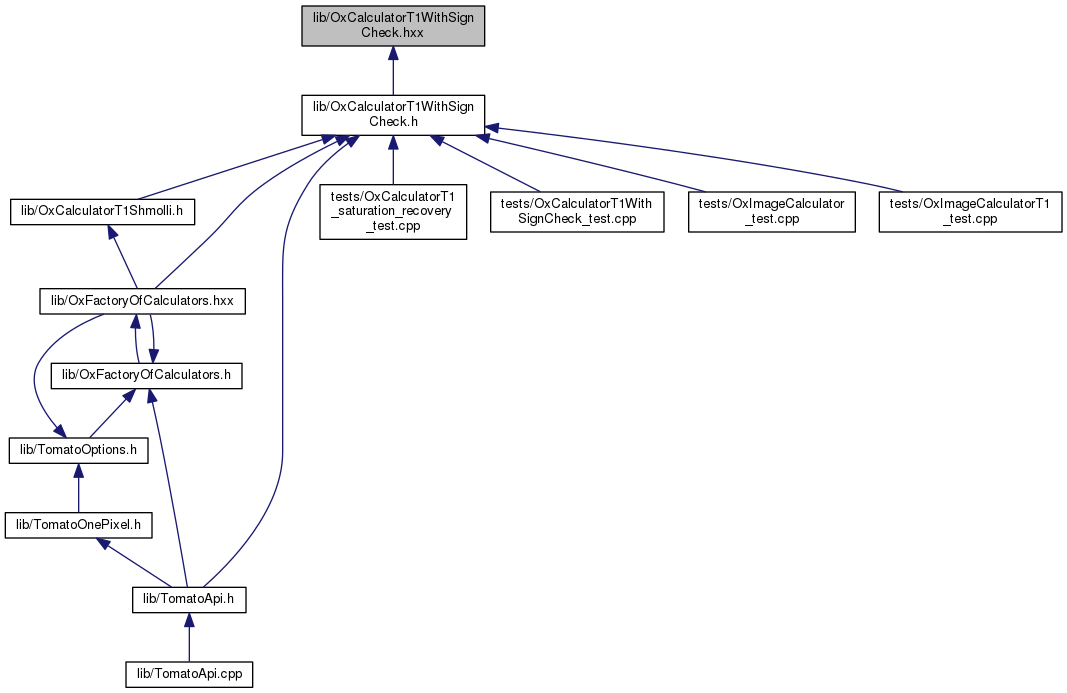 lib/OxCalculatorT1WithSign
Check.hxx
lib/OxCalculatorT1WithSign
Check.h
lib/OxCalculatorT1Shmolli.h
tests/OxCalculatorT1
_saturation_recovery
_test.cpp
tests/OxCalculatorT1With
SignCheck_test.cpp
tests/OxImageCalculator
_test.cpp
tests/OxImageCalculatorT1
_test.cpp
lib/OxFactoryOfCalculators.hxx
lib/OxFactoryOfCalculators.h
lib/TomatoOptions.h
lib/TomatoOnePixel.h
lib/TomatoApi.h
lib/TomatoApi.cpp